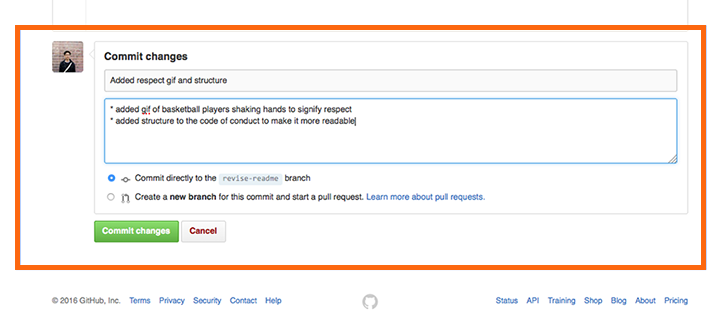 Commit changes
Added respect gif and structure
* added gif of basketball players shaking hands to signify respect
* added structure to the code of conduct to make it more readable
Commit directly to the revise-readme branch
Create a new branch for this commit and start a pull request. Learn more about pull requests.
Commit changes Cancel
© 2016 GitHub, Inc. Terms Privacy Security Contact Help Status API Training Shop Blog About Pricing